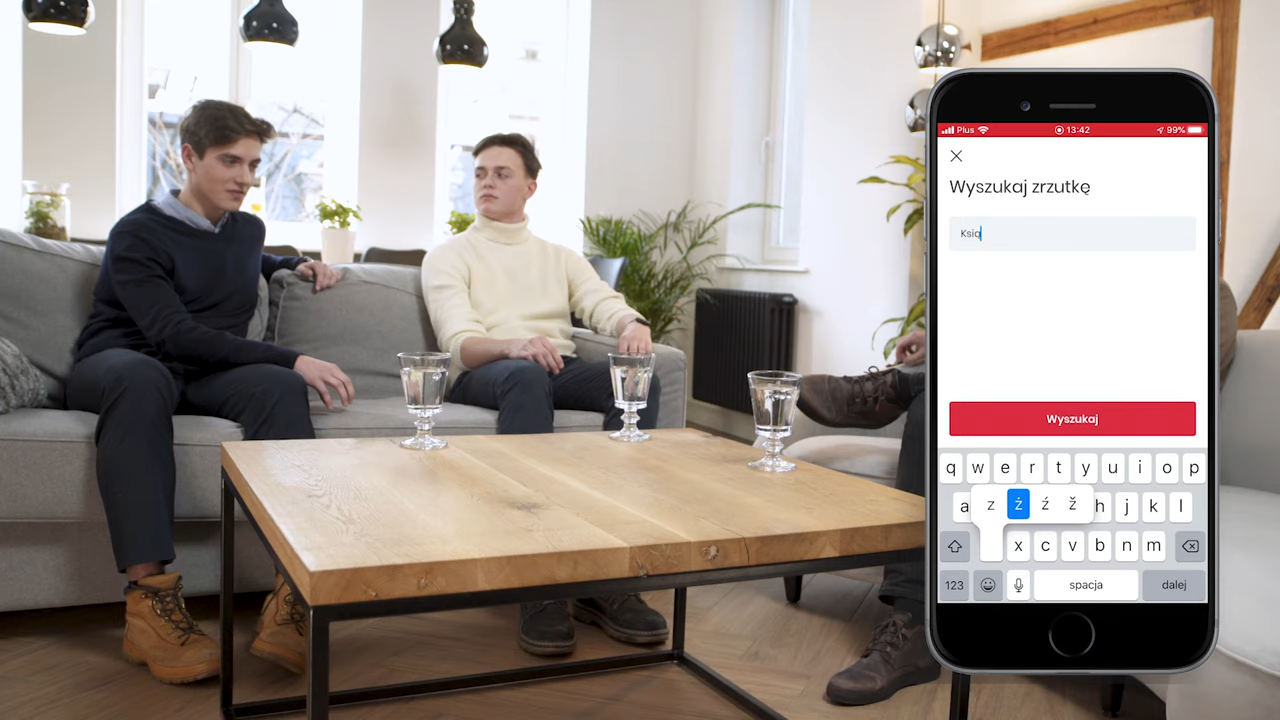 Plus 13:42 99%
Wyszukaj zrzutkę
Ksią
Wyszukaj
q w e r t y u i o p
a h j k l
z ż ź ž
x c v b n m
123 spacja dalej